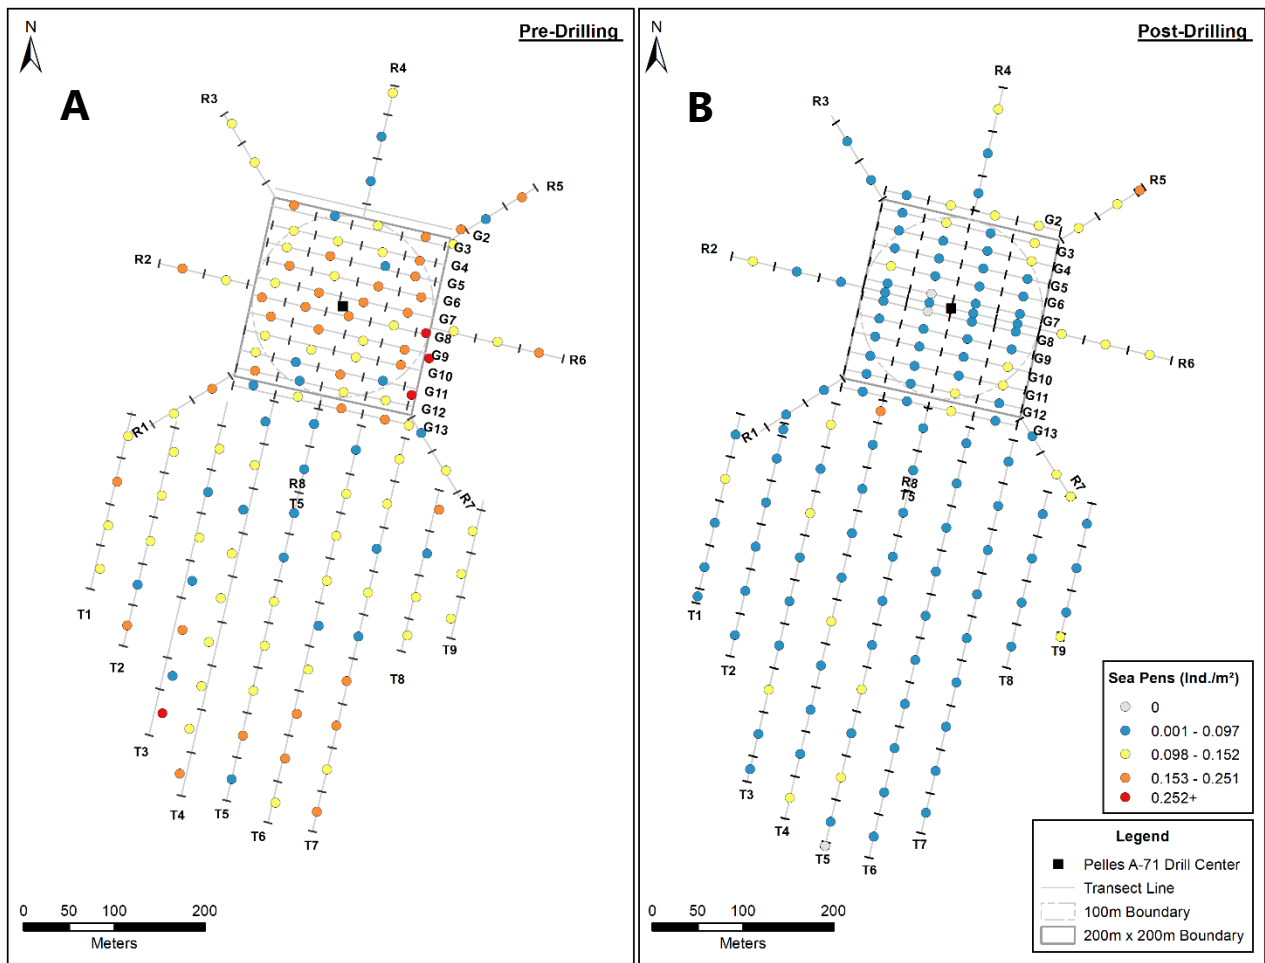 N
Pre-Drilling
A
R4
R3
R5
G2
G3
G4
G5
G6
G7
G8
G9
G10
G11
G12
G13
R2
R6
R1
R8
T5
R7
T1
T2
T3
T4
T5
T6
T7
T8
T9
0 50 100 200
Meters
N
Post-Drilling
B
R4
R3
R5
G2
G3
G4
G5
G6
G7
G8
G9
G10
G11
G12
G13
R2
R6
R1
R8
T5
R7
T1
T2
T3
T4
T5
T6
T7
T8
T9
0 50 100 200
Meters
Sea Pens (Ind./m²)
0
0.001 - 0.097
0.098 - 0.152
0.153 - 0.251
0.252+
Legend
Pelles A-71 Drill Center
Transect Line
100m Boundary
200m x 200m Boundary